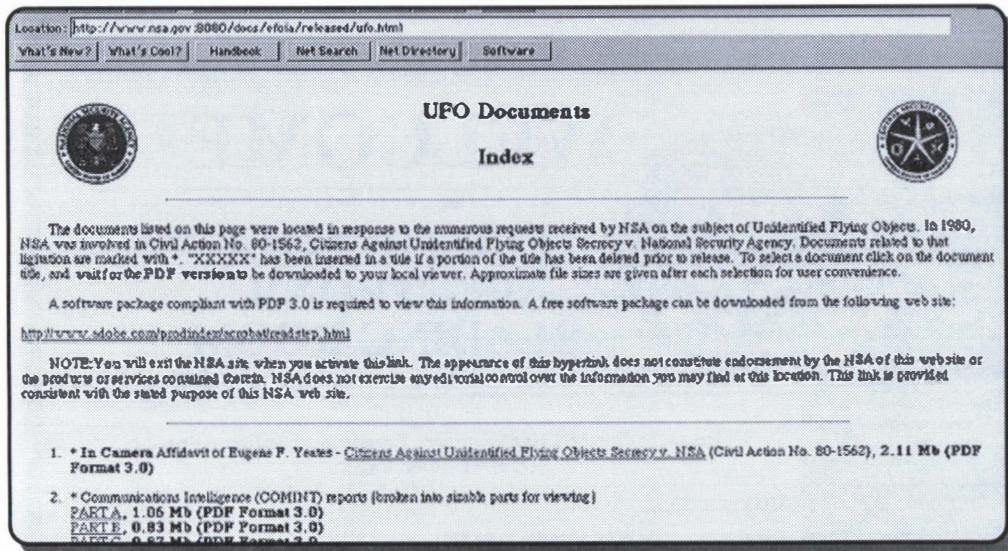 Location: http://www.nsa.gov:8080/docs/efoia/released/ufo.html
What's New? What's Cool? Handbook Net Search Net Directory Software
UFO Documents
Index
The documents listed on this page were located in response to the numerous requests received by NSA on the subject of Unidentified Flying Objects. In 1980,
NSA was involved in Civil Action No. 80-1562, Citizens Against Unidentified Flying Objects Secrecy v. National Security Agency. Documents related to that
litigation are marked with *. "XXXXX" has been inserted in a title if a portion of the title has been deleted prior to release. To select a document click on the document
title, and wait for the PDF version to be downloaded to your local viewer. Approximate file sizes are given after each selection for user convenience.
A software package compliant with PDF 3.0 is required to view this information. A free software package can be downloaded from the following web site:
http://www.adobe.com/prodindex/acrobat/readstep.html
NOTE: You will exit the NSA site when you activate this link. The appearance of this hyperlink does not constitute endorsement by the NSA of this web site or
the products or services contained therein. NSA does not exercise any editorial control over the information you may find at this location. This link is provided
consistent with the stated purpose of this NSA web site.
1. * In Camera Affidavit of Eugene F. Yeates - Citizens Against Unidentified Flying Objects Secrecy v. NSA (Civil Action No. 80-1562), 2.11 Mb (PDF
Format 3.0)
2. * Communications Intelligence (COMINT) reports [broken into sizable parts for viewing]
PART A, 1.06 Mb (PDF Format 3.0)
PART B, 0.83 Mb (PDF Format 3.0)
PART C, 0.87 Mb (PDF Format 3.0